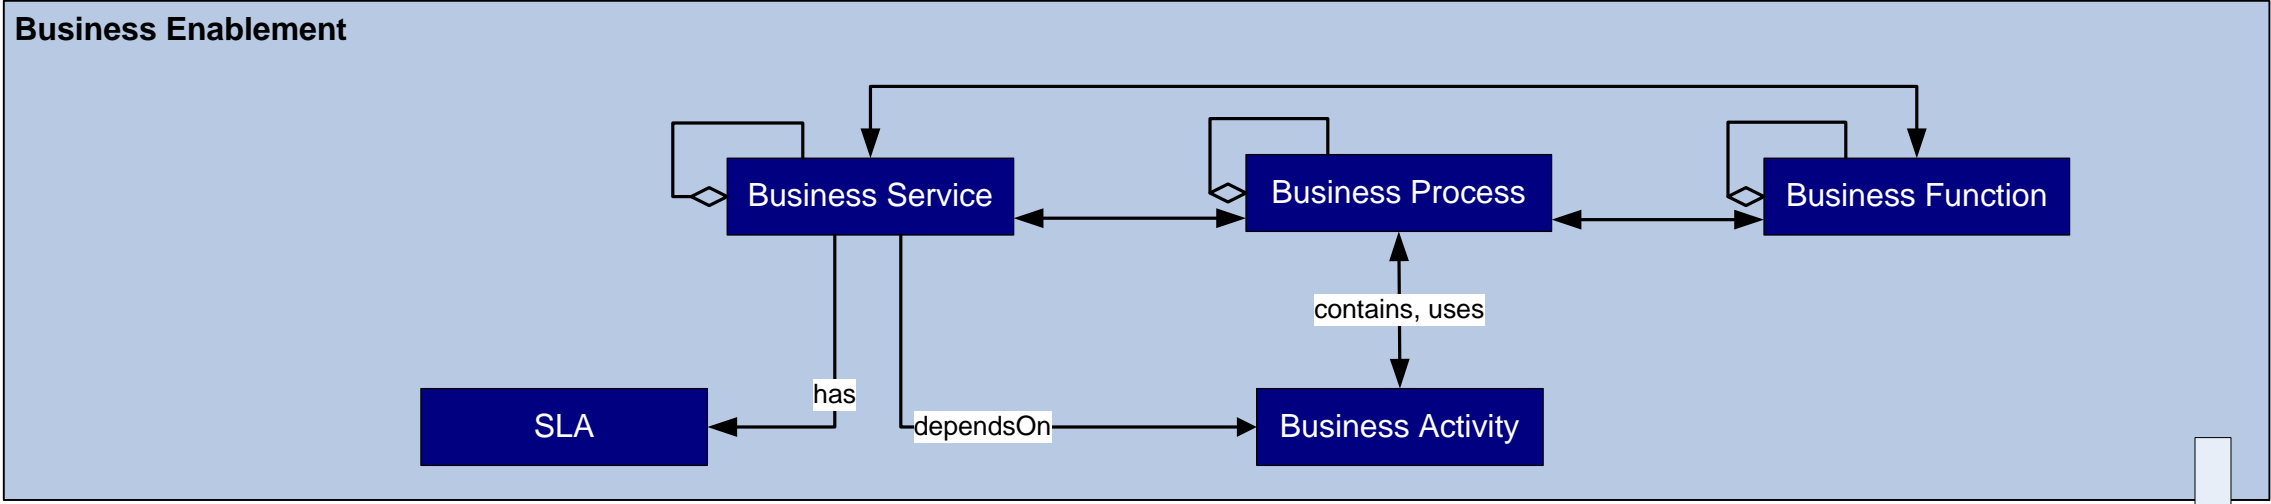 Business Enablement
Business Service
Business Process
Business Function
contains, uses
has
SLA
dependsOn
Business Activity